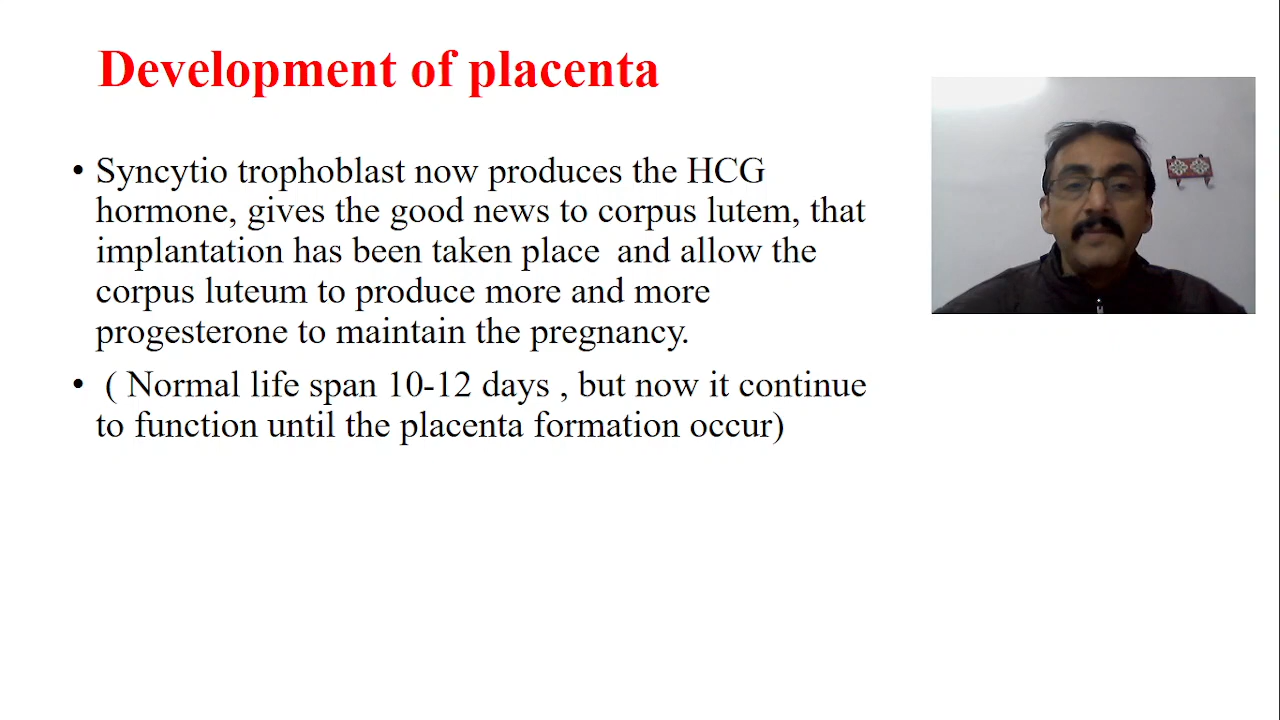 Development of placenta
• Syncytio trophoblast now produces the HCG
hormone, gives the good news to corpus lutem, that
implantation has been taken place  and allow the
corpus luteum to produce more and more
progesterone to maintain the pregnancy.
• ( Normal life span 10-12 days , but now it continue
to function until the placenta formation occur)